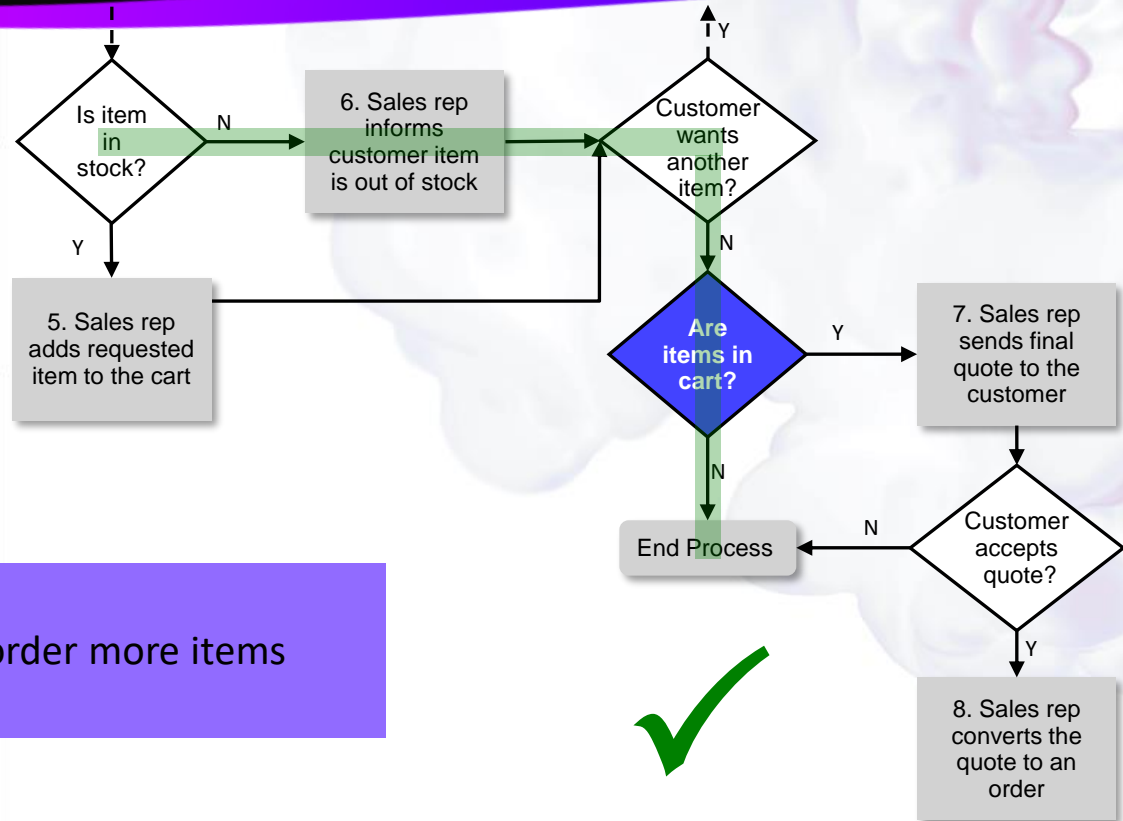 Y
Is item
in
stock?
N
6. Sales rep
informs
customer item
is out of stock
Customer
wants
another
item?
Y
5. Sales rep
adds requested
item to the cart
N
Are
items in
cart?
Y
7. Sales rep
sends final
quote to the
customer
N
End Process
N
Customer
accepts
quote?
Y
order more items
8. Sales rep
converts the
quote to an
order